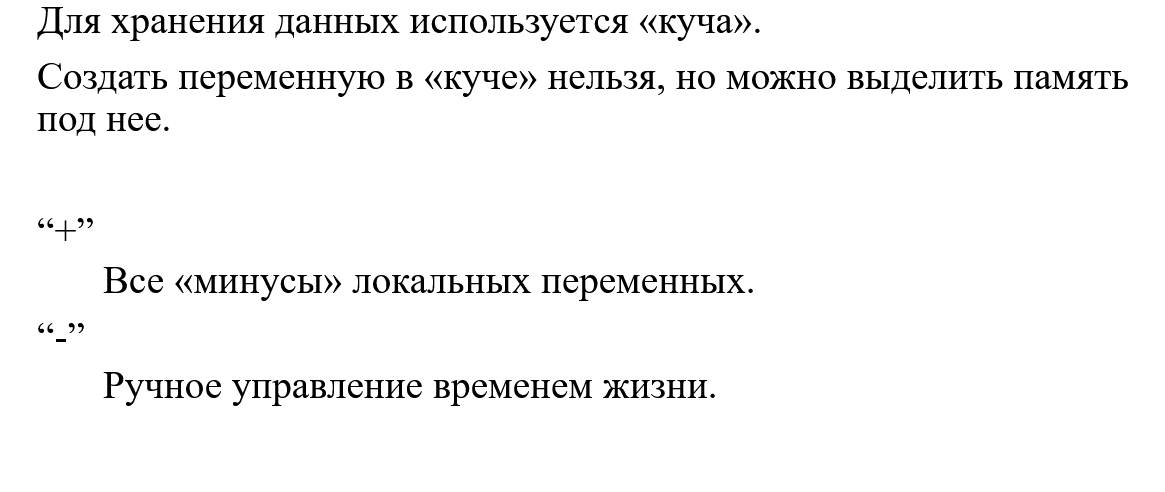 Для хранения данных используется «куча».
Создать переменную в «куче» нельзя, но можно выделить память
под нее.
“+”
Все «минусы» локальных переменных.
“-”
Ручное управление временем жизни.